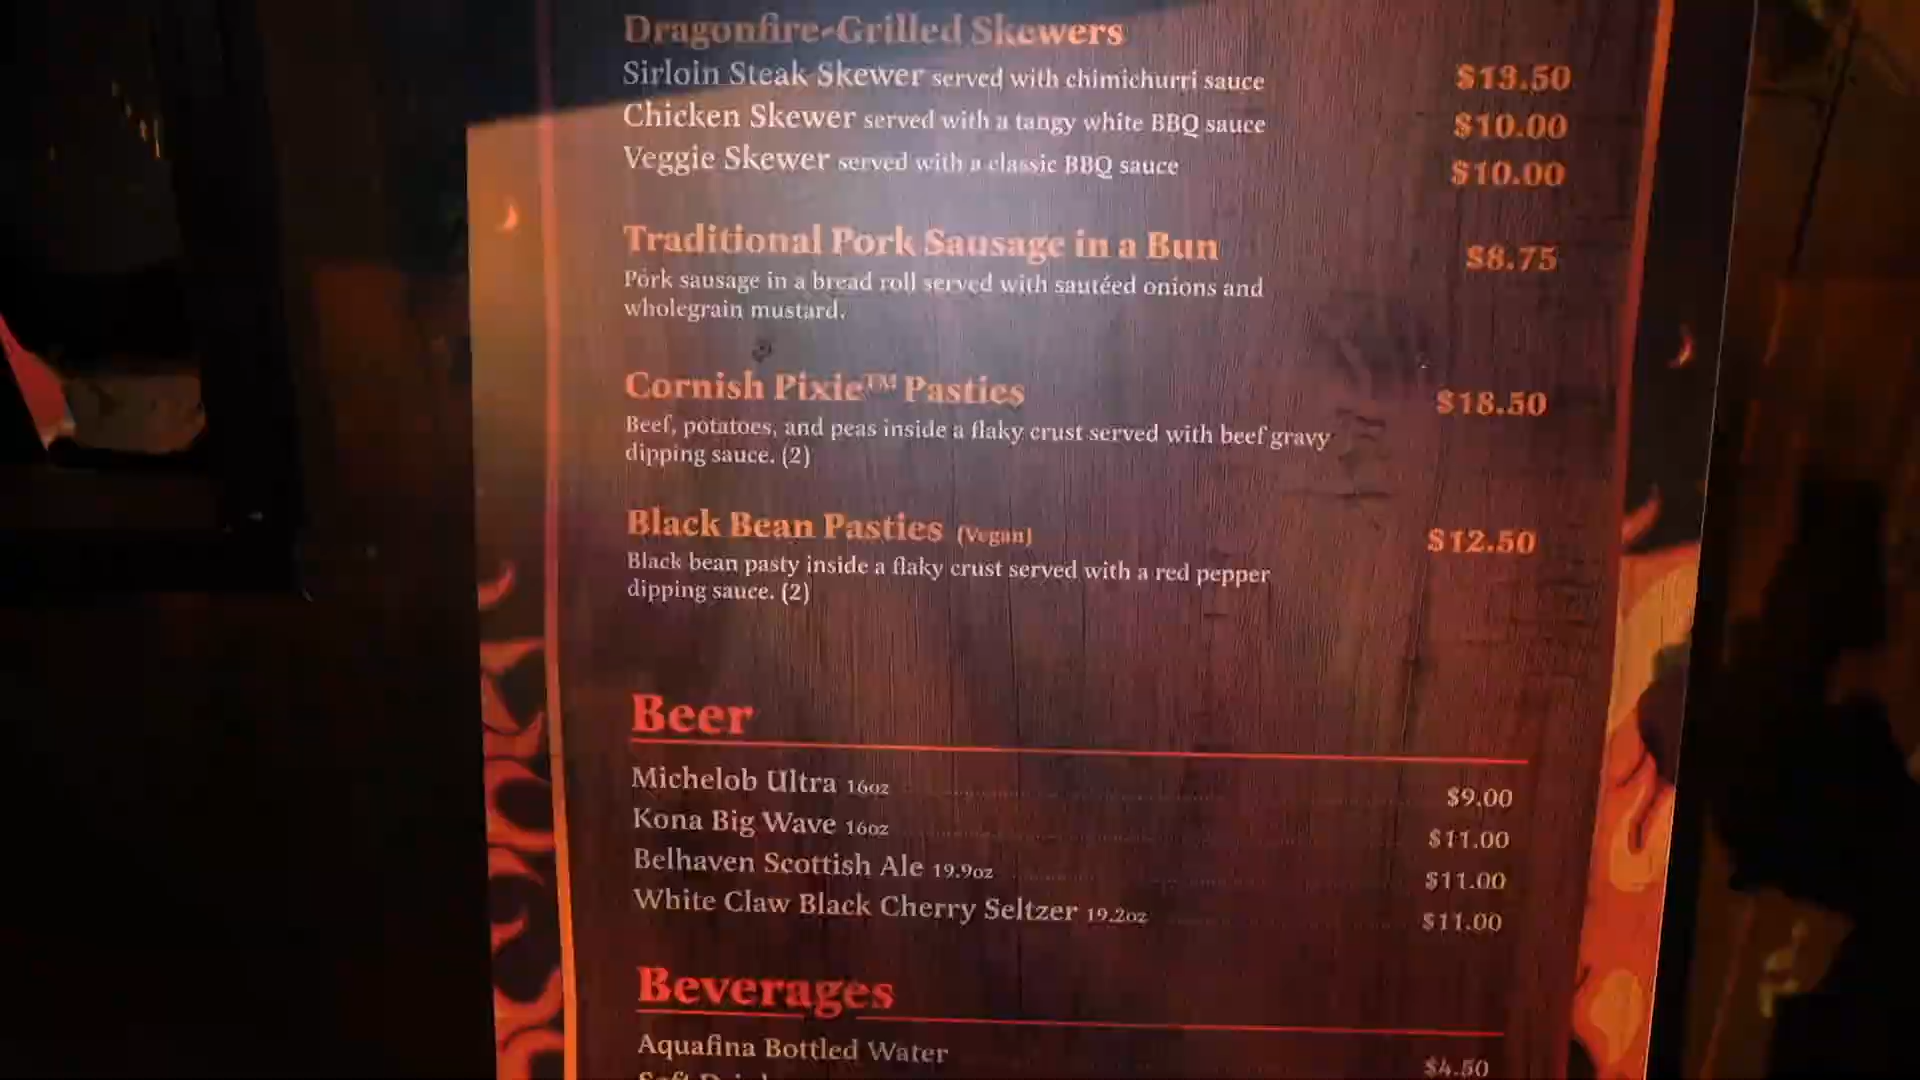 Dragonfire-Grilled Skewers
Sirloin Steak Skewer served with chimichurri sauce $13.50
Chicken Skewer served with a tangy white BBQ sauce $10.00
Veggie Skewer served with a classic BBQ sauce $10.00
Traditional Pork Sausage in a Bun $8.75
Pork sausage in a bread roll served with sautéed onions and
wholegrain mustard.
Cornish Pixie™ Pasties $18.50
Beef, potatoes, and peas inside a flaky crust served with beef gravy
dipping sauce. (2)
Black Bean Pasties (Vegan) $12.50
Black bean pasty inside a flaky crust served with a red pepper
dipping sauce. (2)
Beer
Michelob Ultra 16oz $9.00
Kona Big Wave 16oz $11.00
Belhaven Scottish Ale 19.9oz $11.00
White Claw Black Cherry Seltzer 19.2oz $11.00
Beverages
Aquafina Bottled Water $4.50